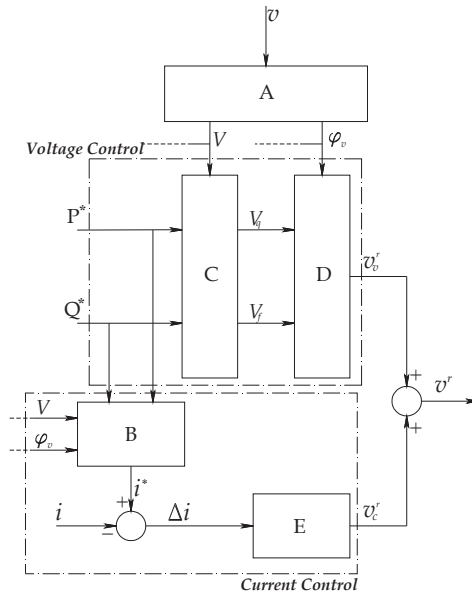 v
A
V
φ_v
Voltage Control
P*
V_q
C
D
v_v^r
Q*
V_f
+
v^r
+
V
φ_v
B
+
i*
i
−
Δi
E
v_c^r
Current Control